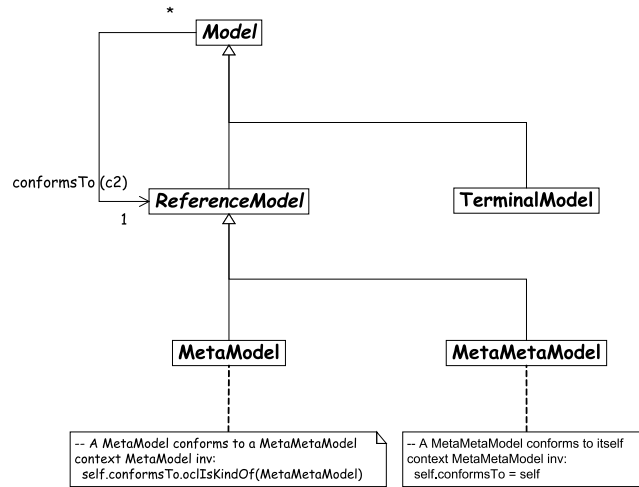 *
Model
conformsTo (c2)
ReferenceModel
TerminalModel
1
MetaModel
MetaMetaModel
-- A MetaModel conforms to a MetaMetaModel
context MetaModel inv:
self.conformsTo.oclIsKindOf(MetaMetaModel)
-- A MetaMetaModel conforms to itself
context MetaMetaModel inv:
self.conformsTo = self